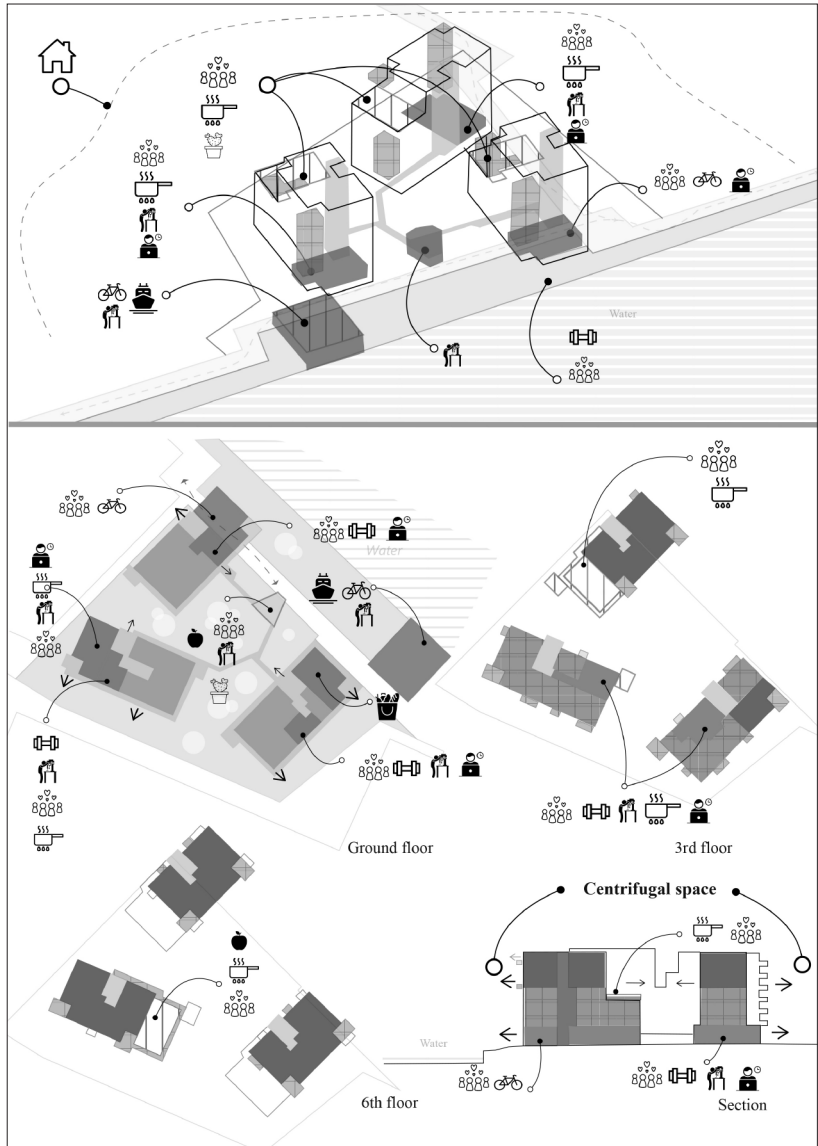 Water
Water
Ground floor
3rd floor
Centrifugal space
Water
6th floor
Section